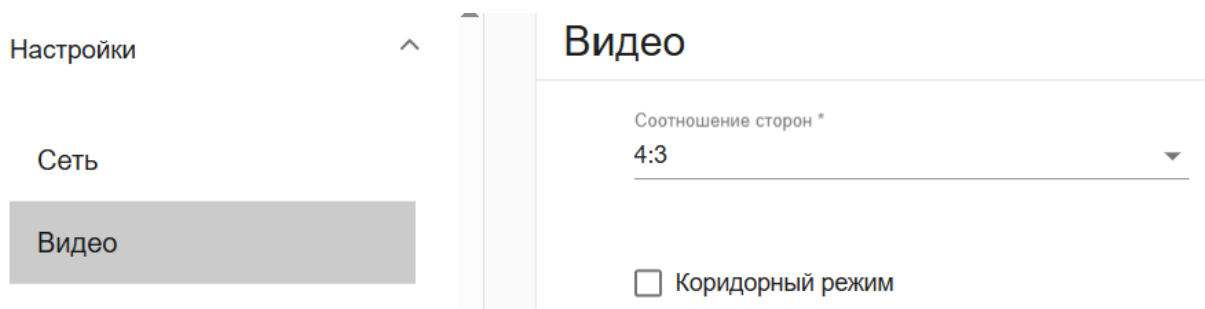 Настройки
Сеть
Видео
Видео
Соотношение сторон *
4:3
Коридорный режим